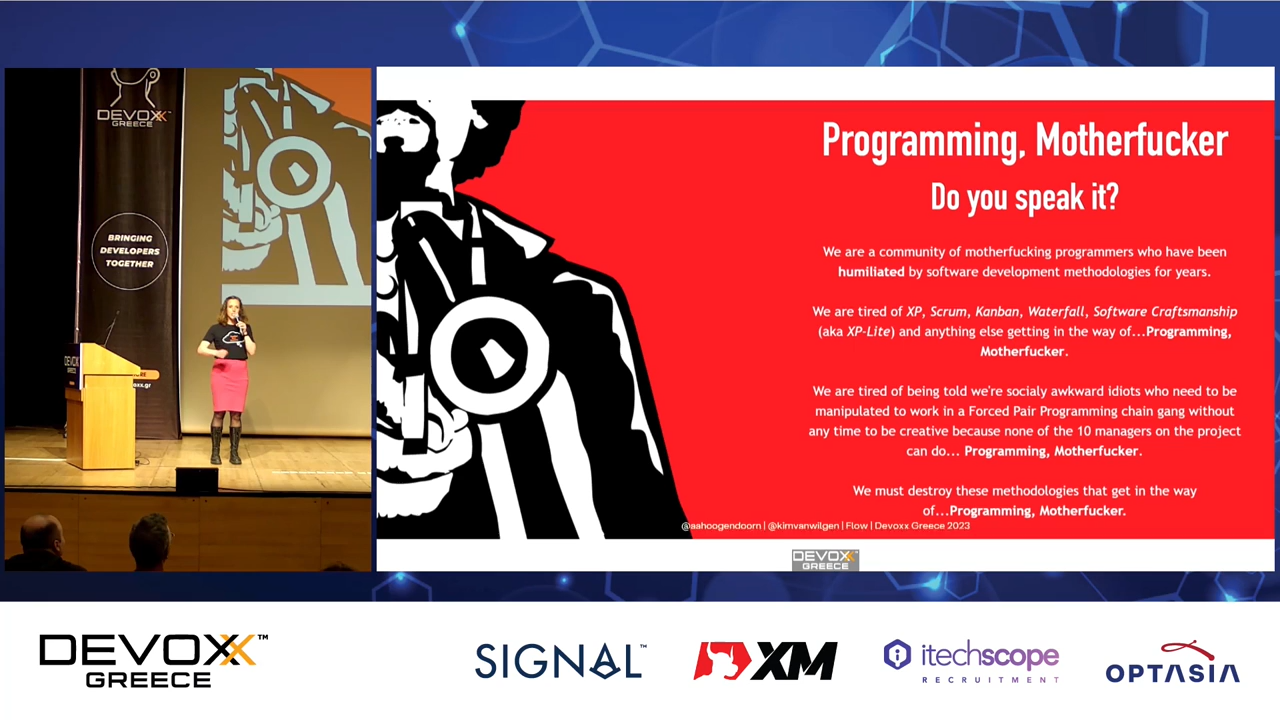 DEVOXX™
GREECE
BRINGING
DEVELOPERS
TOGETHER
DEVOXX
GREECE
oxx.gr
Programming, Motherfucker
Do you speak it?
We are a community of motherfucking programmers who have been
humiliated by software development methodologies for years.
We are tired of XP, Scrum, Kanban, Waterfall, Software Craftsmanship
(aka XP-Lite) and anything else getting in the way of...Programming,
Motherfucker.
We are tired of being told we're socialy awkward idiots who need to be
manipulated to work in a Forced Pair Programming chain gang without
any time to be creative because none of the 10 managers on the project
can do... Programming, Motherfucker.
We must destroy these methodologies that get in the way
of...Programming, Motherfucker.
@aahoogendoorn | @kimvanwilgen | Flow | Devoxx Greece 2023
DEVOXX
GREECE
DEVOXX™
GREECE
SIGNAL™
XM
itechscope
RECRUITMENT
OPTASIA